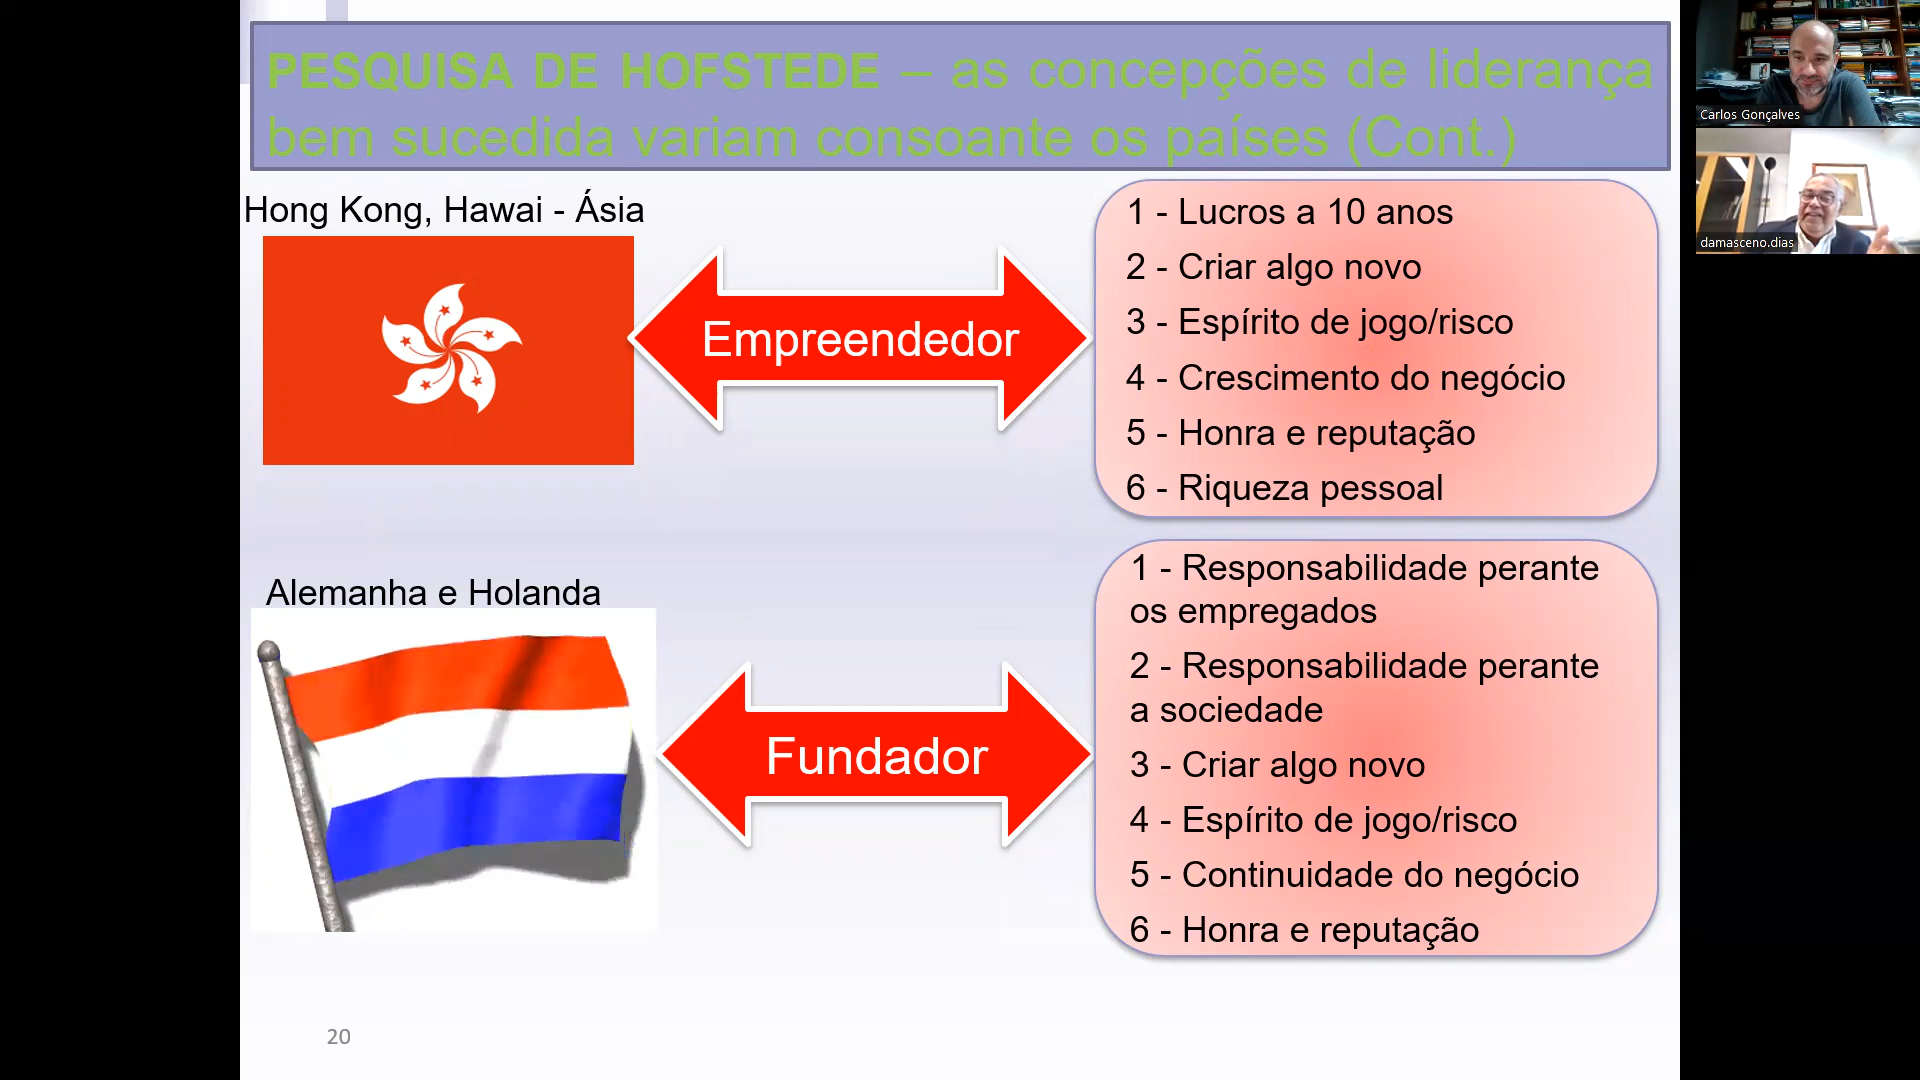 PESQUISA DE HOFSTEDE – as concepções de liderança
bem sucedida variam consoante os países (Cont.)
Hong Kong, Hawai - Ásia
Empreendedor
1 - Lucros a 10 anos
2 - Criar algo novo
3 - Espírito de jogo/risco
4 - Crescimento do negócio
5 - Honra e reputação
6 - Riqueza pessoal
Alemanha e Holanda
Fundador
1 - Responsabilidade perante
os empregados
2 - Responsabilidade perante
a sociedade
3 - Criar algo novo
4 - Espírito de jogo/risco
5 - Continuidade do negócio
6 - Honra e reputação
20
Carlos Gonçalves
damasceno.dias